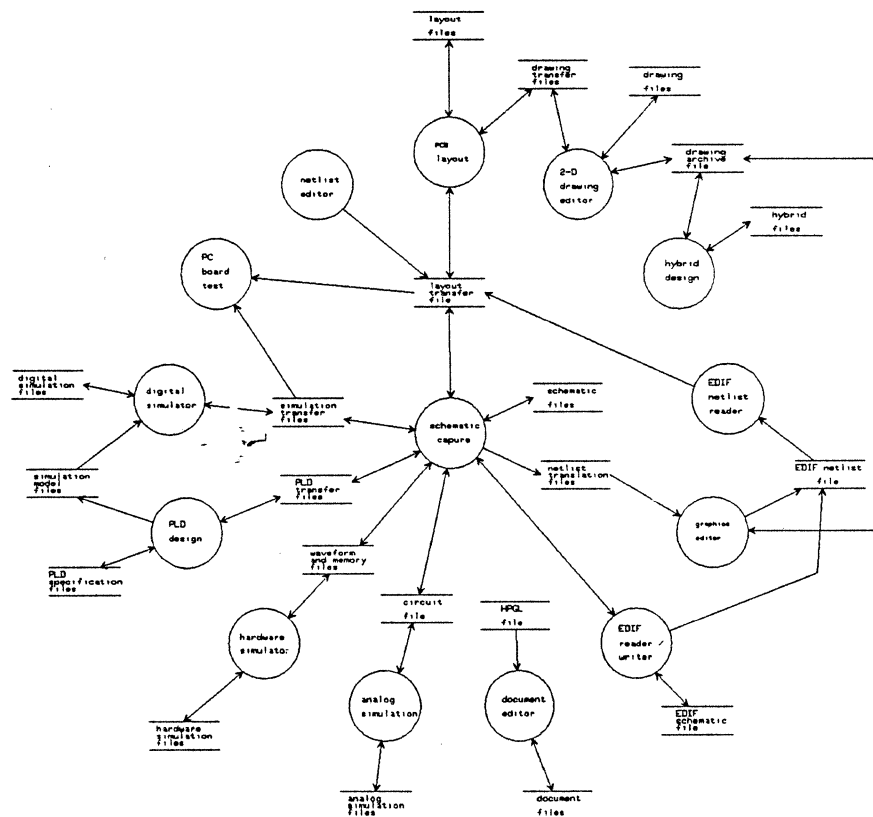 layout
files
drawing
transfer
files
drawing
files
PCB
layout
2-D
drawing
editor
drawing
archive
file
netlist
editor
hybrid
files
hybrid
design
PC
board
test
layout
transfer
file
digital
simulation
files
digital
simulator
simulation
transfer
files
schematic
capure
schematic
files
EDIF
netlist
reader
simulation
model
files
PLD
transfer
files
netlist
translation
files
EDIF netlist
file
PLD
design
graphics
editor
waveform
and memory
files
PLD
specification
files
circuit
file
HPGL
file
hardware
simulator
EDIF
reader /
writer
analog
simulation
document
editor
hardware
simulation
files
EDIF
schematic
file
analog
simulation
files
document
files